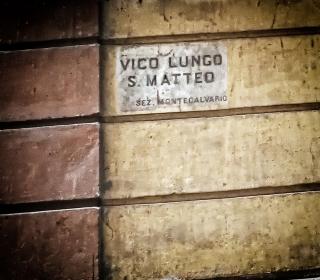 VICO LUNGO
S. MATTEO
SEZ. MONTECALVARIO